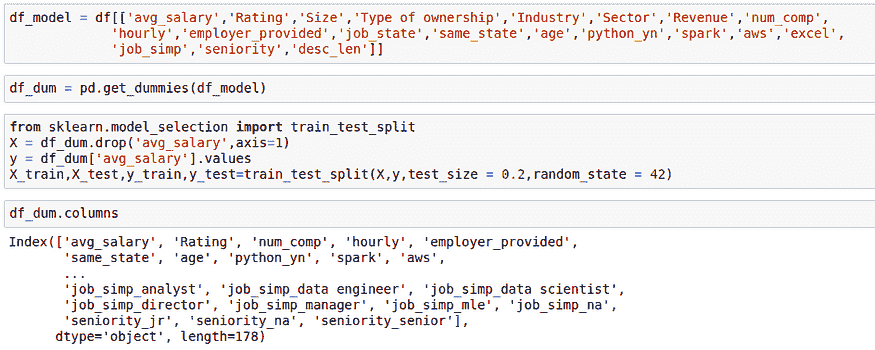 df_model = df[['avg_salary','Rating','Size','Type of ownership','Industry','Sector','Revenue','num_comp',
'hourly','employer_provided','job_state','same_state','age','python_yn','spark','aws','excel',
'job_simp','seniority','desc_len']]
df_dum = pd.get_dummies(df_model)
from sklearn.model_selection import train_test_split
X = df_dum.drop('avg_salary',axis=1)
y = df_dum['avg_salary'].values
X_train,X_test,y_train,y_test=train_test_split(X,y,test_size = 0.2,random_state = 42)
df_dum.columns
Index(['avg_salary', 'Rating', 'num_comp', 'hourly', 'employer_provided',
'same_state', 'age', 'python_yn', 'spark', 'aws',
...
'job_simp_analyst', 'job_simp_data engineer', 'job_simp_data scientist',
'job_simp_director', 'job_simp_manager', 'job_simp_mle', 'job_simp_na',
'seniority_jr', 'seniority_na', 'seniority_senior'],
dtype='object', length=178)